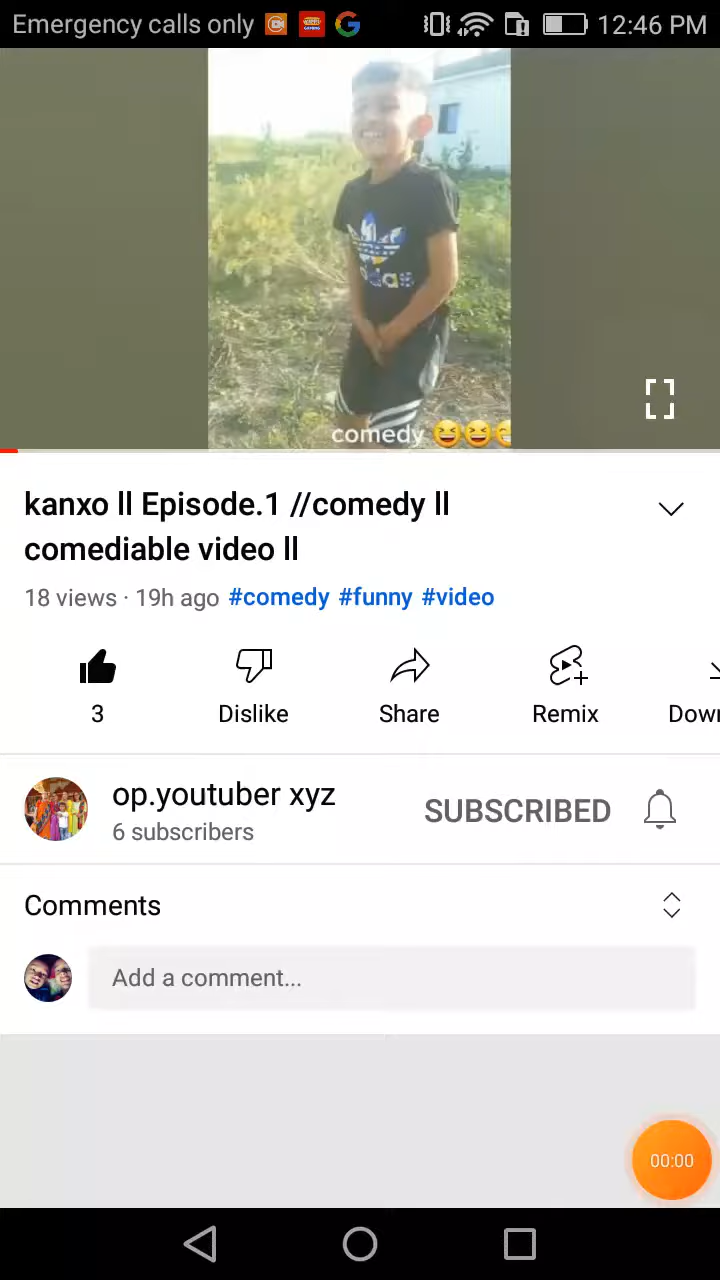 Emergency calls only
12:46 PM
adidas
comedy 😆😆
kanxo ll Episode.1 //comedy ll
comediable video ll
18 views · 19h ago #comedy #funny #video
3
Dislike
Share
Remix
Down
op.youtuber xyz
6 subscribers
SUBSCRIBED
Comments
Add a comment...
00:00